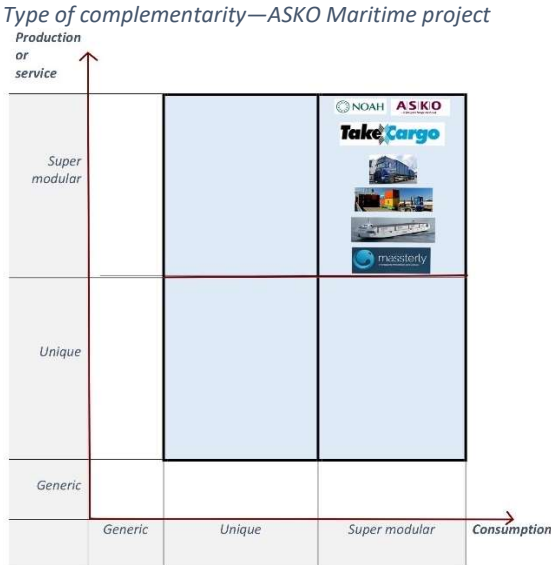 Type of complementarity—ASKO Maritime project
Production
or
service
NOAH ASKO
TakeCargo
Super
modular
massterly
Unique
Generic
Generic Unique Super modular Consumption